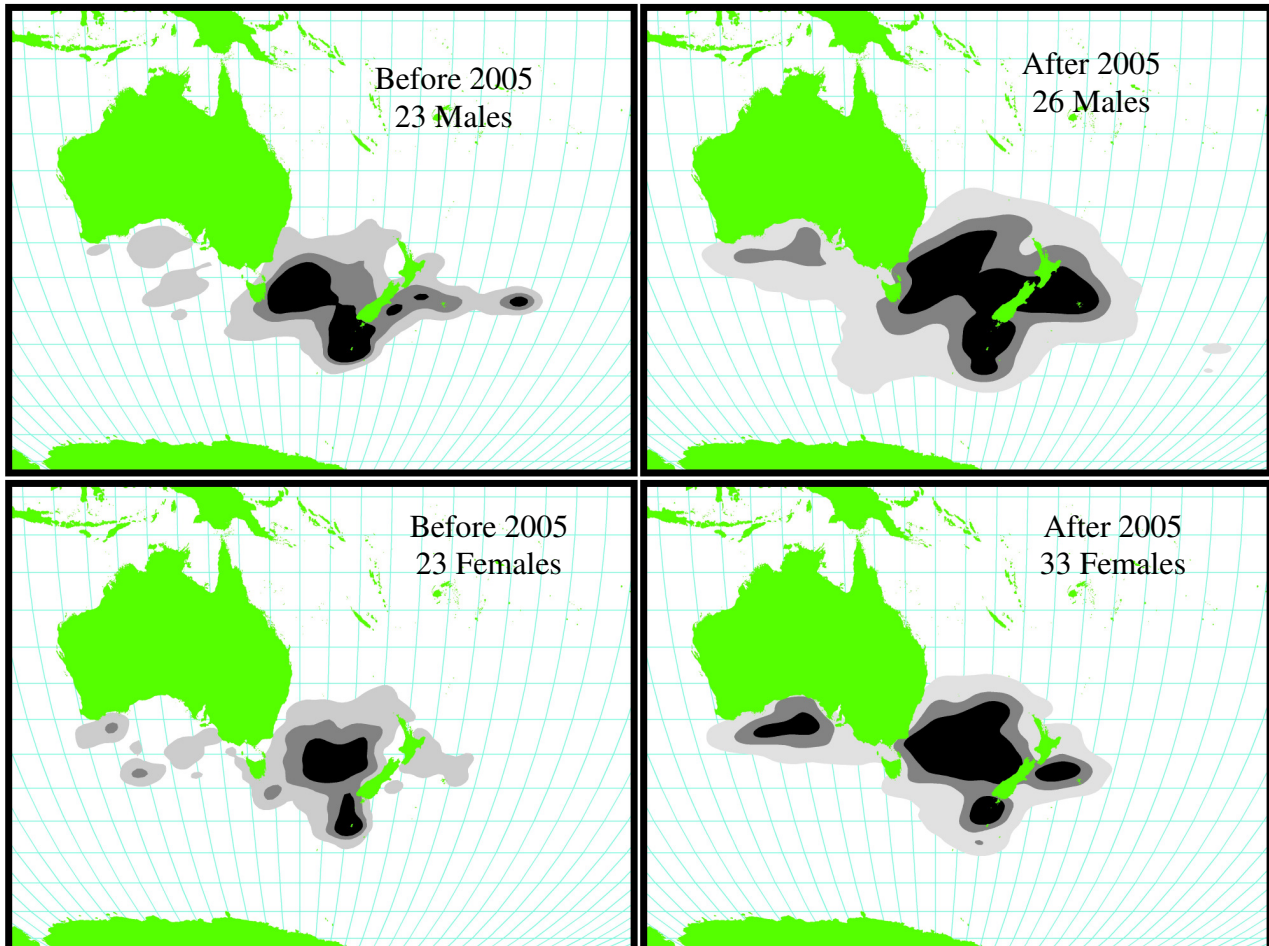 Before 2005
23 Males
After 2005
26 Males
Before 2005
23 Females
After 2005
33 Females